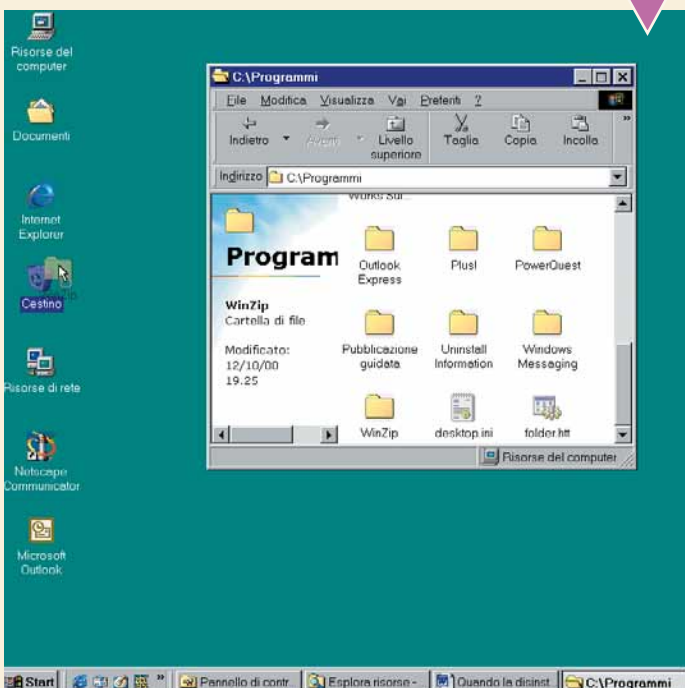 Risorse del
computer
Documenti
Internet
Explorer
WinZip
Cestino
Risorse di rete
Netscape
Communicator
Microsoft
Outlook
C:\Programmi
File Modifica Visualizza Vai Preferiti ?
Indietro Avanti Livello
superiore Taglia Copia Incolla »
Indirizzo C:\Programmi
Works Sui...
Program
WinZip
Cartella di file
Modificato:
12/10/00
19.25
Outlook
Express
Plus!
PowerQuest
Pubblicazione
guidata
Uninstall
Information
Windows
Messaging
WinZip
desktop.ini
folder.htt
Risorse del computer
Start » Pannello di contr... Esplora risorse - Quando la disinst C:\Programmi